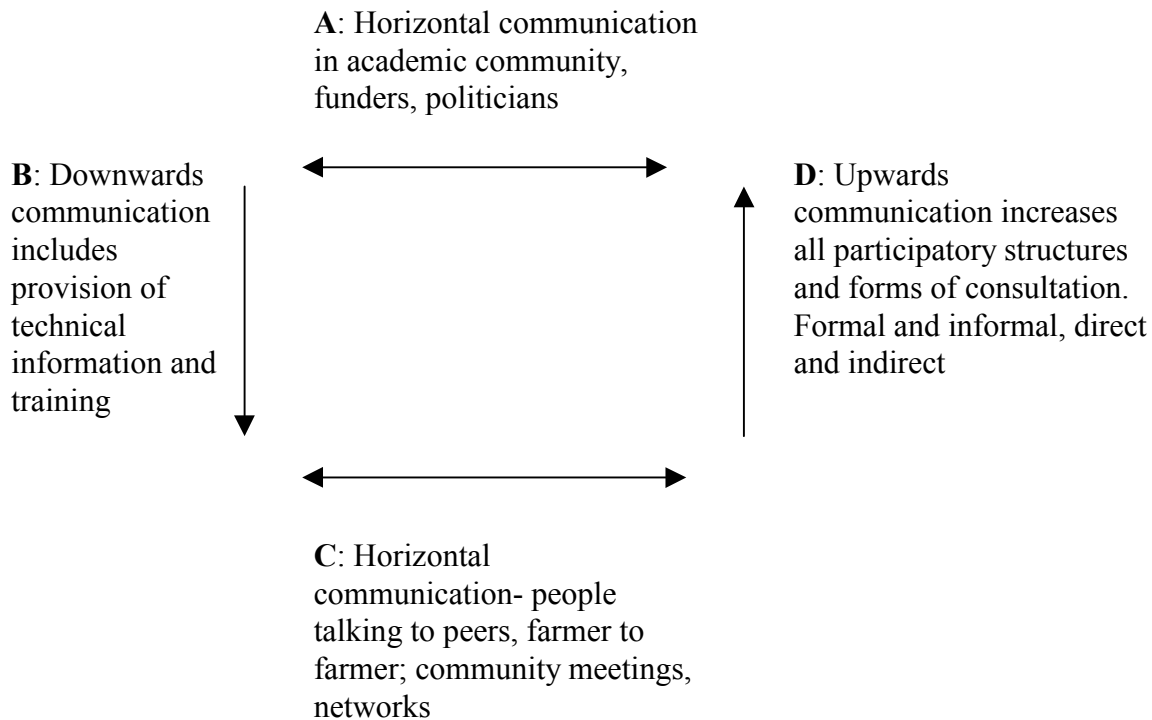 A: Horizontal communication
in academic community,
funders, politicians
B: Downwards
communication
includes
provision of
technical
information and
training
D: Upwards
communication increases
all participatory structures
and forms of consultation.
Formal and informal, direct
and indirect
C: Horizontal
communication- people
talking to peers, farmer to
farmer; community meetings,
networks